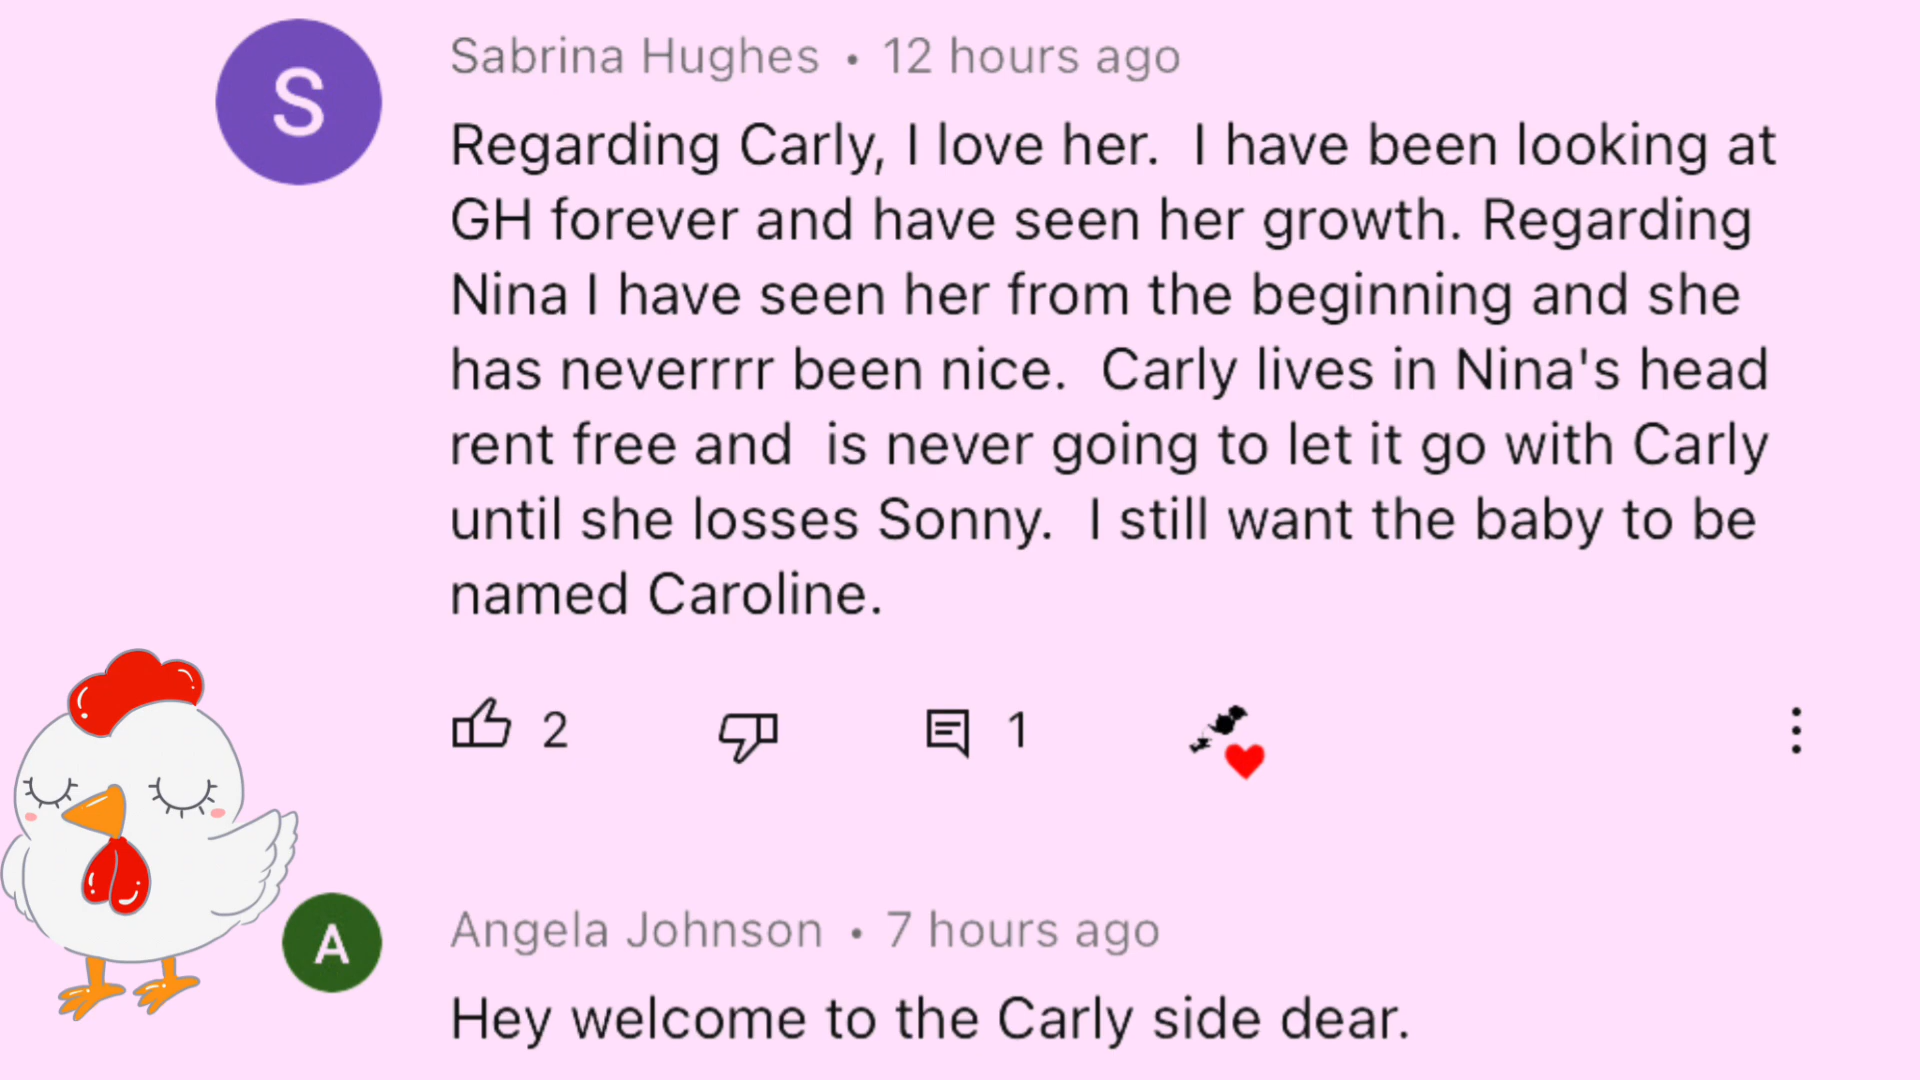 S
Sabrina Hughes • 12 hours ago
Regarding Carly, I love her.  I have been looking at
GH forever and have seen her growth. Regarding
Nina I have seen her from the beginning and she
has neverrrr been nice.  Carly lives in Nina's head
rent free and  is never going to let it go with Carly
until she losses Sonny.  I still want the baby to be
named Caroline.
2 1
A
Angela Johnson • 7 hours ago
Hey welcome to the Carly side dear.